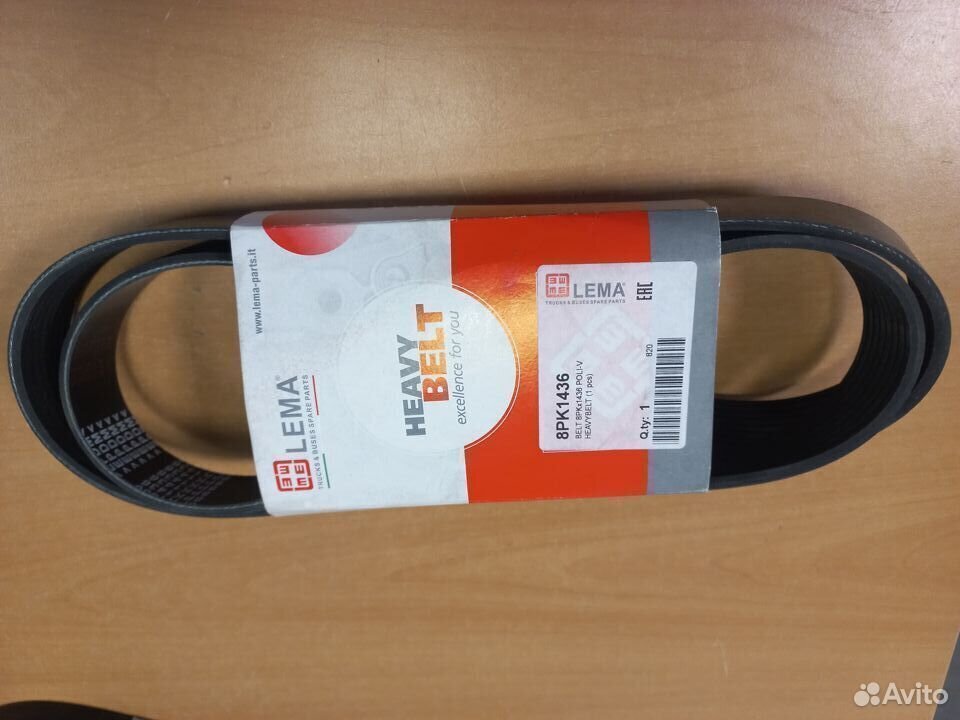 www.lema-parts.it
LEMA®
TRUCKS & BUSES SPARE PARTS
HEAVY
BELT
excellence for you
LEMA®
TRUCKS & BUSES SPARE PARTS
EAC
8PK1436
BELT 8PKx1436 POLI-V
HEAVYBELT (1 pcs)
820
Q.ty: 1
Avito